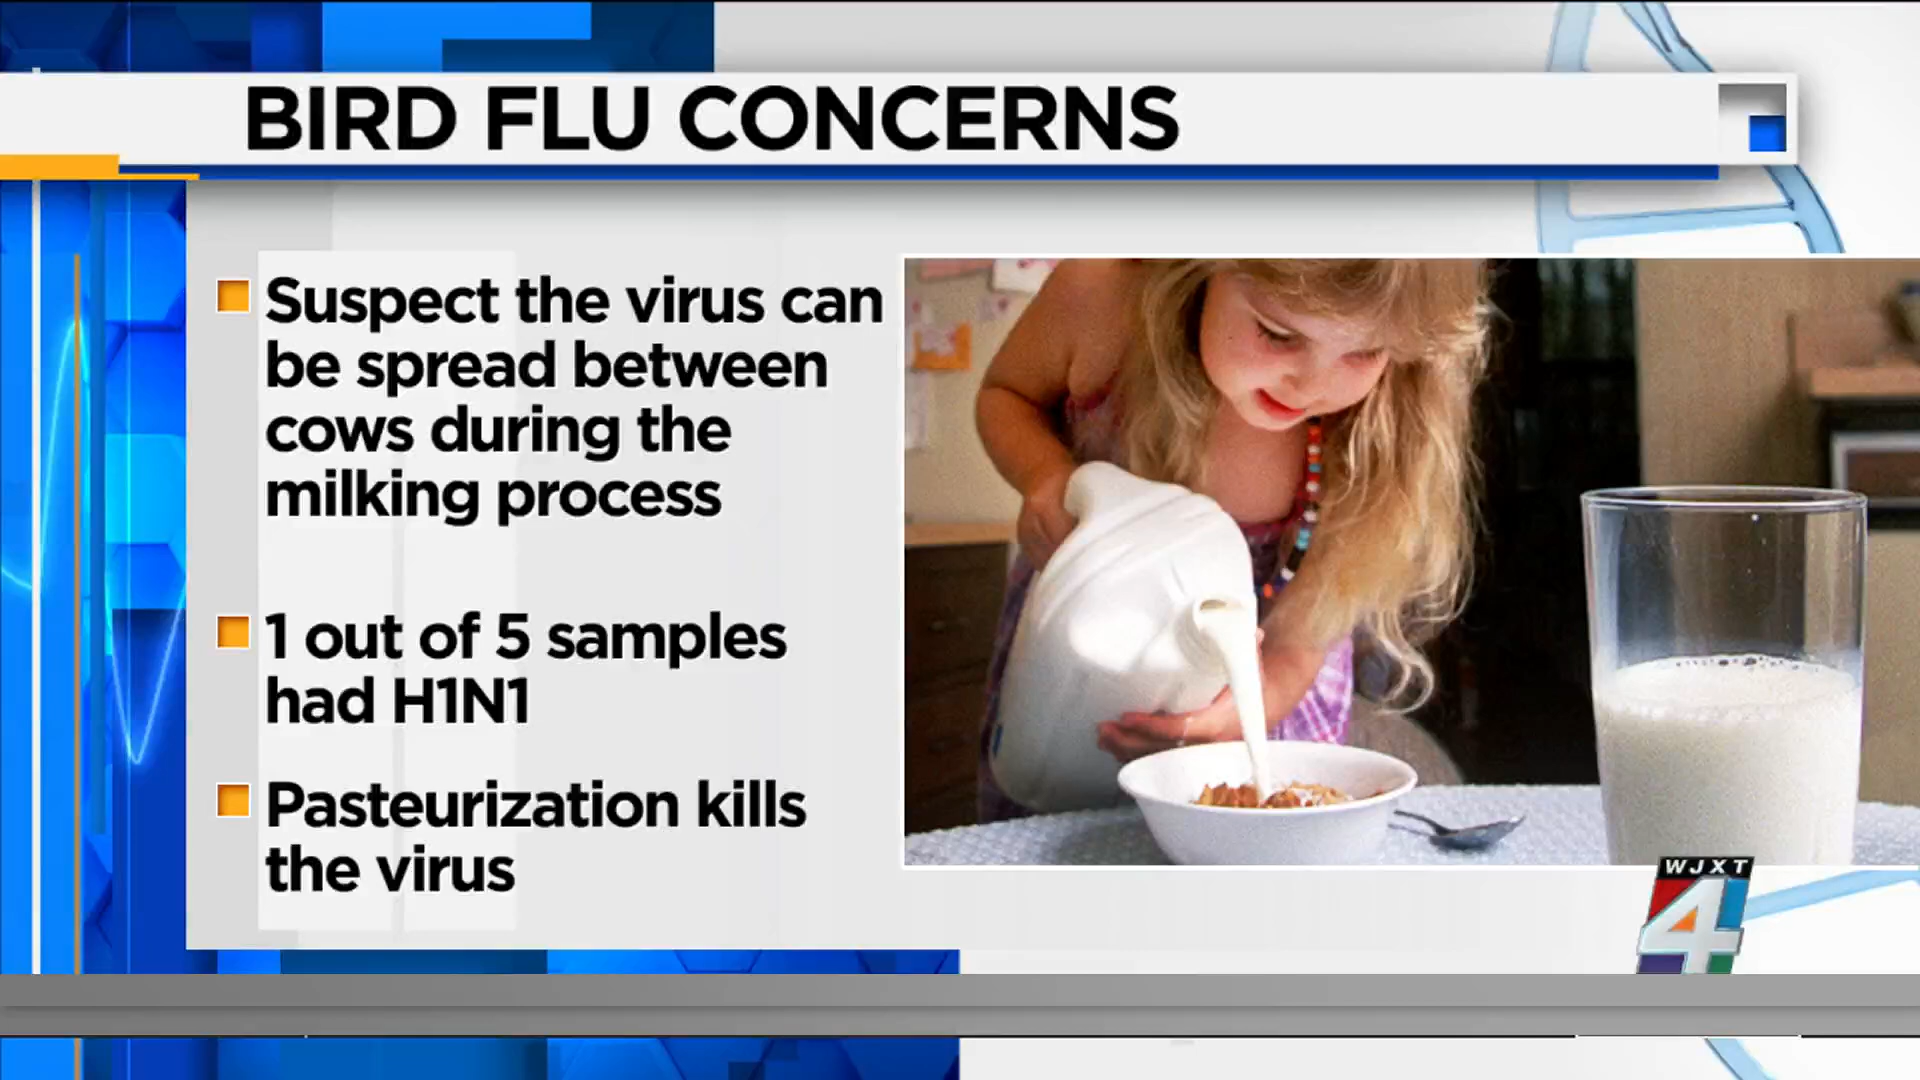 BIRD FLU CONCERNS
Suspect the virus can
be spread between
cows during the
milking process
1 out of 5 samples
had H1N1
Pasteurization kills
the virus
WJXT
4